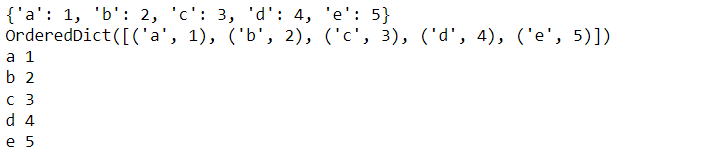 {'a': 1, 'b': 2, 'c': 3, 'd': 4, 'e': 5}
OrderedDict([('a', 1), ('b', 2), ('c', 3), ('d', 4), ('e', 5)])
a 1
b 2
c 3
d 4
e 5